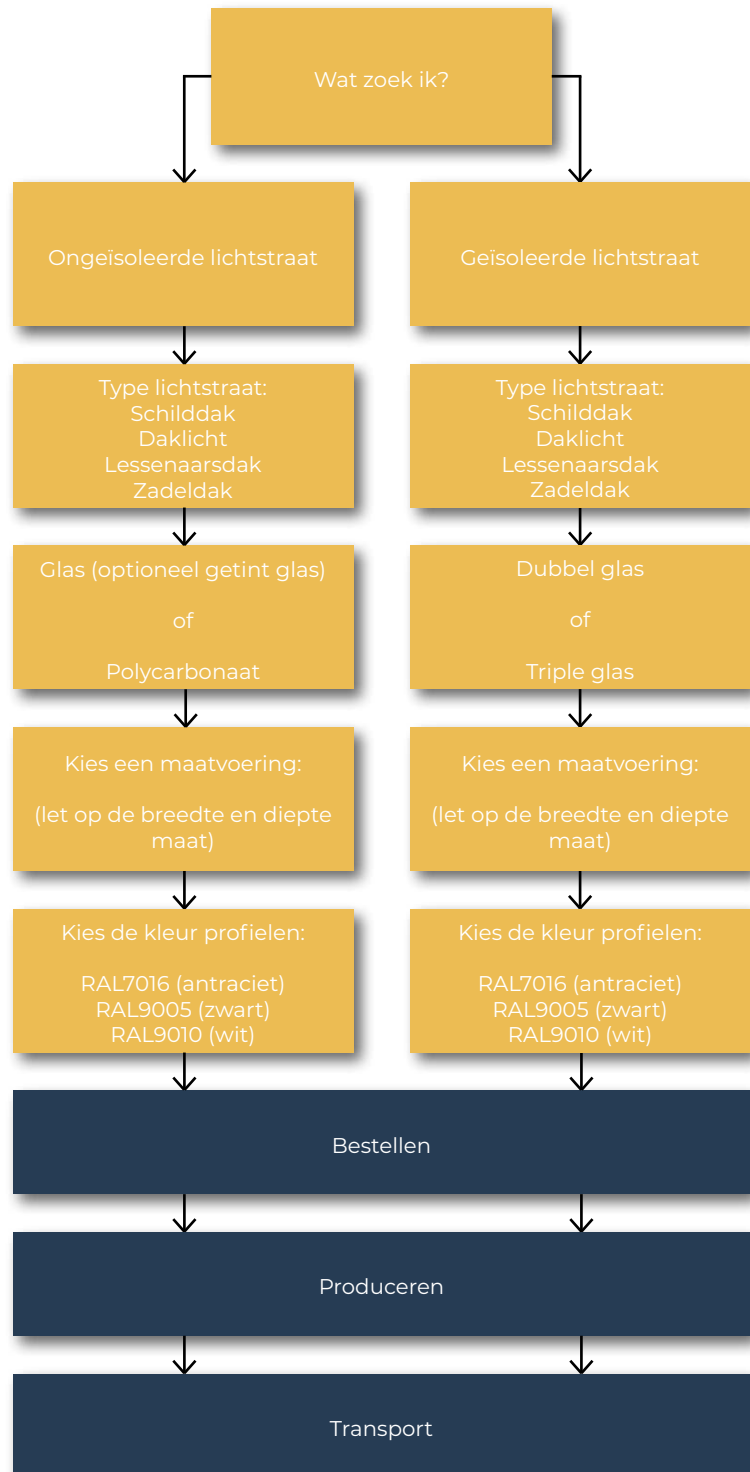 Wat zoek ik?
Ongeïsoleerde lichtstraat
Geïsoleerde lichtstraat
Type lichtstraat:
Schilddak
Daklicht
Lessenaarsdak
Zadeldak
Type lichtstraat:
Schilddak
Daklicht
Lessenaarsdak
Zadeldak
Glas (optioneel getint glas)
of
Polycarbonaat
Dubbel glas
of
Triple glas
Kies een maatvoering:
(let op de breedte en diepte
maat)
Kies een maatvoering:
(let op de breedte en diepte
maat)
Kies de kleur profielen:
RAL7016 (antraciet)
RAL9005 (zwart)
RAL9010 (wit)
Kies de kleur profielen:
RAL7016 (antraciet)
RAL9005 (zwart)
RAL9010 (wit)
Bestellen
Produceren
Transport